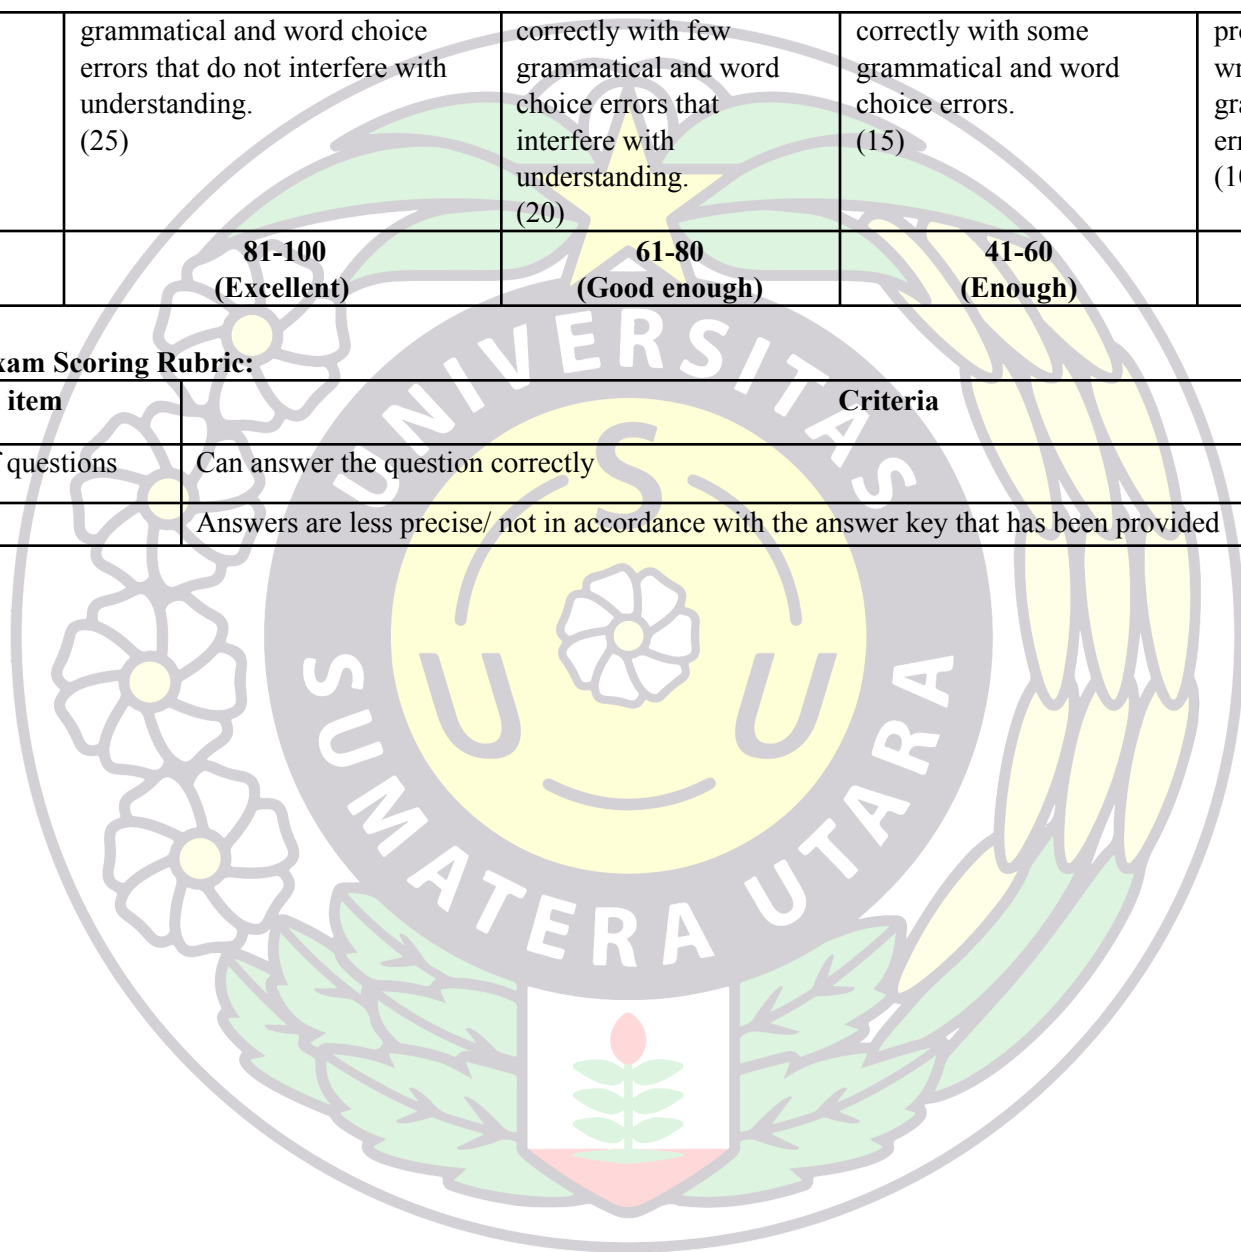 grammatical and word choice
errors that do not interfere with
understanding.
(25)
correctly with few
grammatical and word
choice errors that
interfere with
understanding.
(20)
correctly with some
grammatical and word
choice errors.
(15)
81-100
(Excellent)
61-80
(Good enough)
41-60
(Enough)
Scoring Rubric:
item
Criteria
questions
Can answer the question correctly
Answers are less precise/ not in accordance with the answer key that has been provided
UNIVERSITAS
SUMATERA UTARA
S
U U